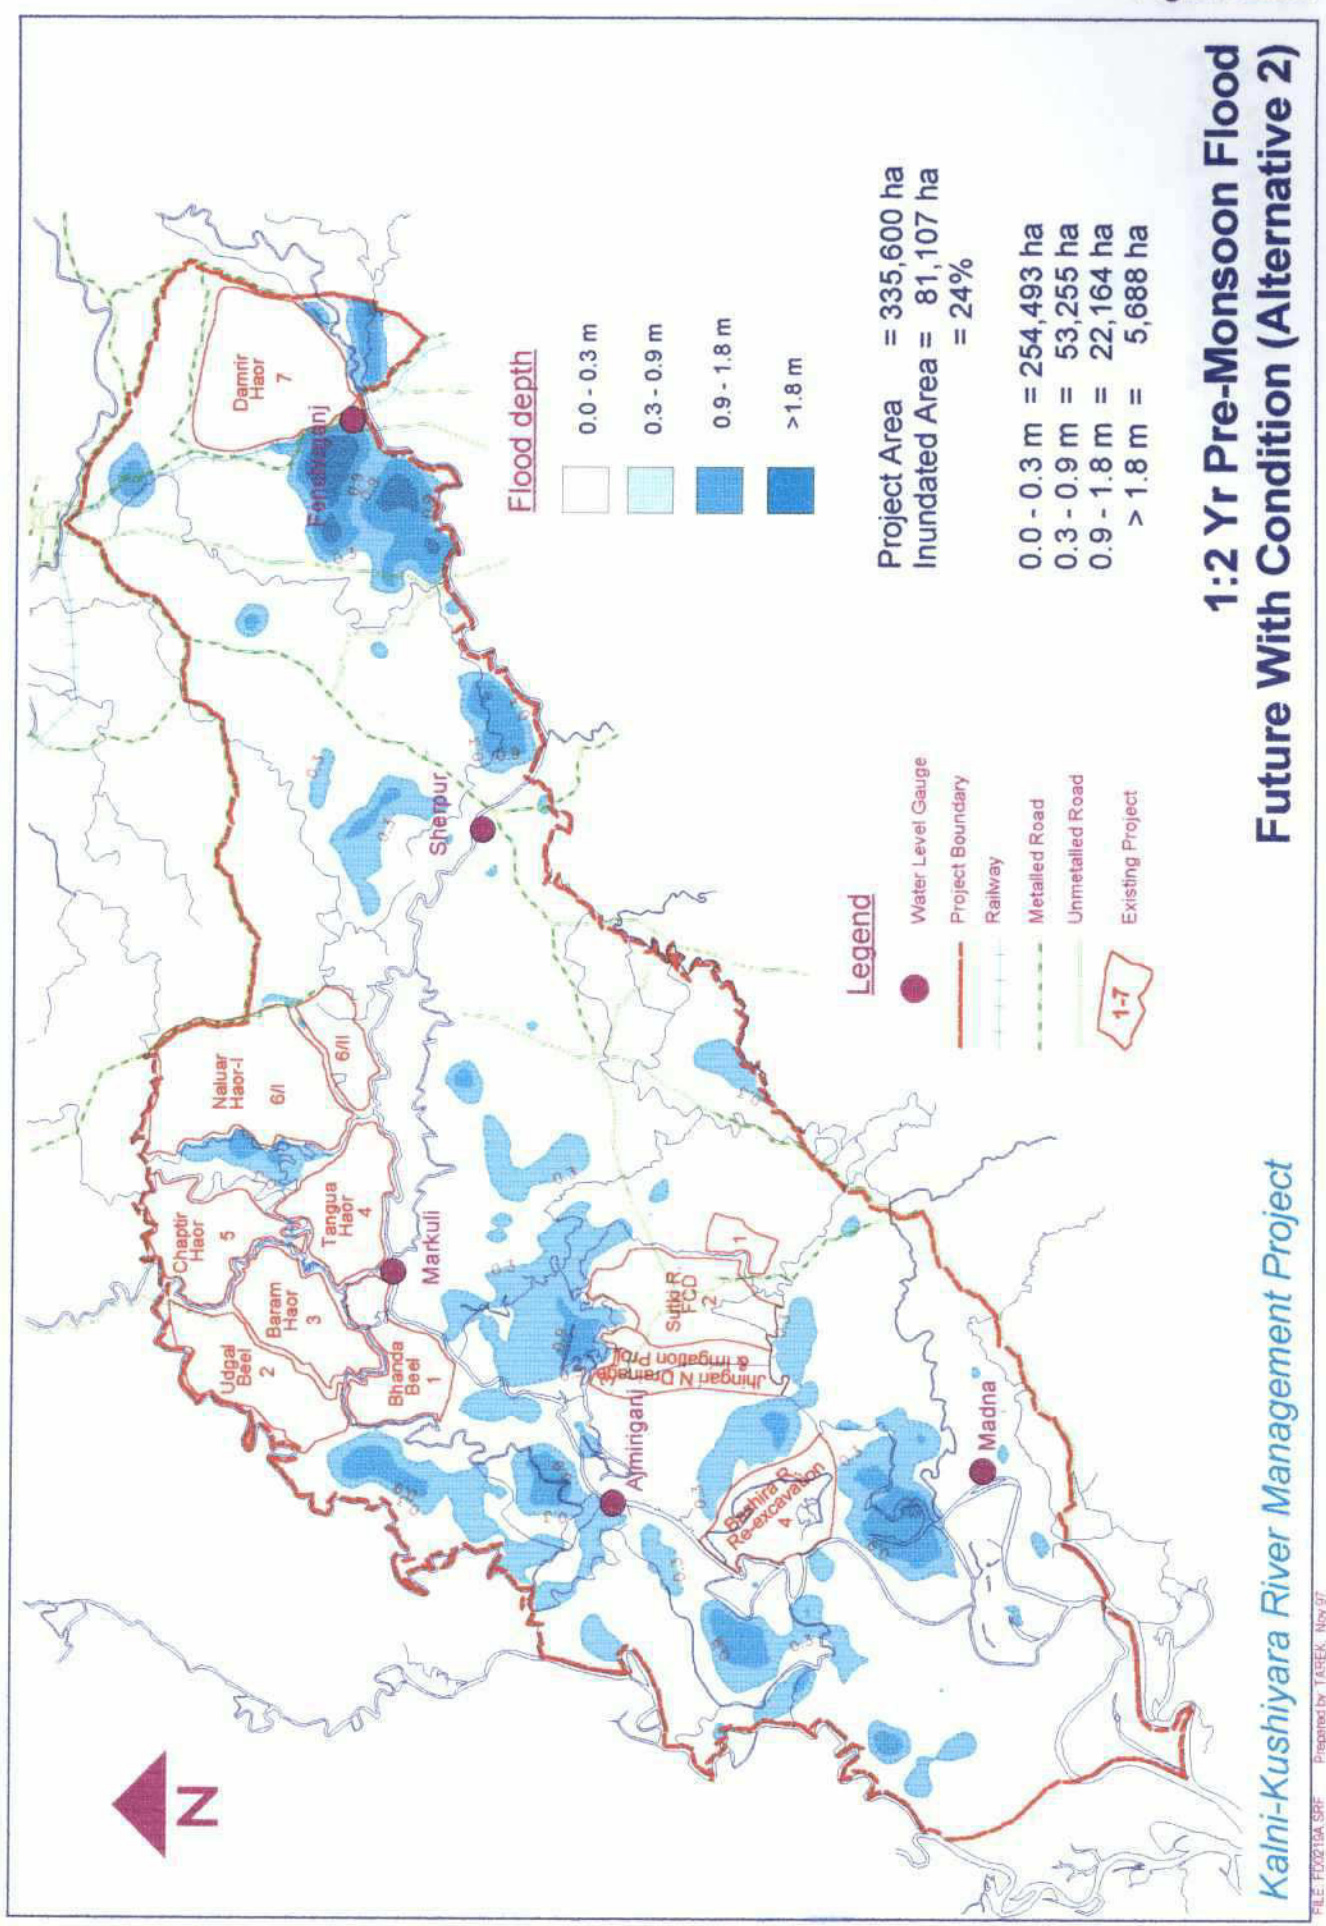 1:2 Yr Pre-Monsoon Flood
Future With Condition (Alternative 2)
Kalni-Kushiyara River Management Project
Project Area = 335,600 ha
Inundated Area = 81,107 ha
= 24%
0.0 - 0.3 m = 254,493 ha
0.3 - 0.9 m = 53,255 ha
0.9 - 1.8 m = 22,164 ha
> 1.8 m = 5,688 ha
Flood depth
0.0 - 0.3 m
0.3 - 0.9 m
0.9 - 1.8 m
>1.8 m
Legend
Water Level Gauge
Project Boundary
Railway
Metalled Road
Unmetalled Road
1-7
Existing Project
N
Damrir
Haor
7
Fenchuganj
Sherpur
Naluar
Haor-I
6/I
6/II
Chaptir
Haor
5
Tangua
Haor
4
Baram
Haor
3
Udgal
Beel
2
Bhanda
Beel
1
Markuli
Sutki R.
FCD
2
1
Jhingari N Drainage
& Irrigation Proj.
Ajmiriganj
Bashira R.
Re-excavation
4
Madna
FILE: FD0219A.SRF Prepared by TAREK Nov 97